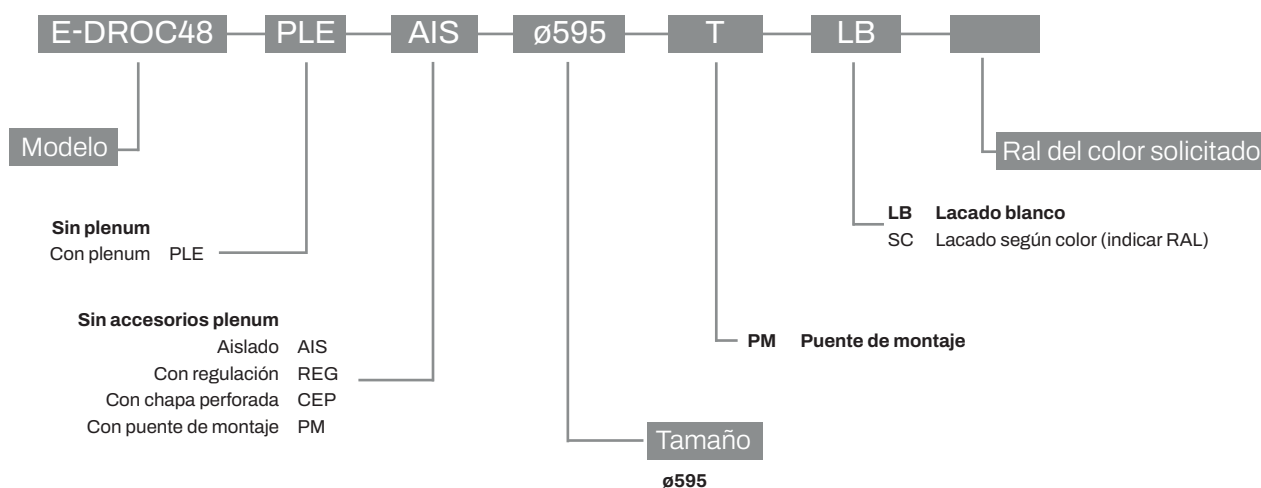 E-DROC48 PLE AIS ø595 T LB
Modelo
Ral del color solicitado
Sin plenum
Con plenum PLE
LB Lacado blanco
SC Lacado según color (indicar RAL)
Sin accesorios plenum
Aislado AIS
Con regulación REG
Con chapa perforada CEP
Con puente de montaje PM
PM Puente de montaje
Tamaño
ø595